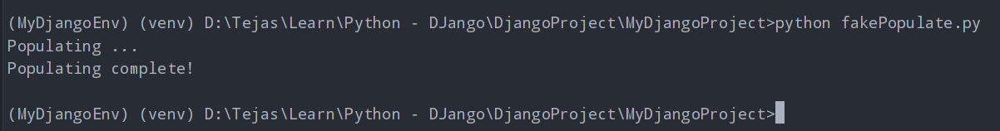 (MyDjangoEnv) (venv) D:\Tejas\Learn\Python - DJango\DjangoProject\MyDjangoProject>python fakePopulate.py
Populating ...
Populating complete!
(MyDjangoEnv) (venv) D:\Tejas\Learn\Python - DJango\DjangoProject\MyDjangoProject>